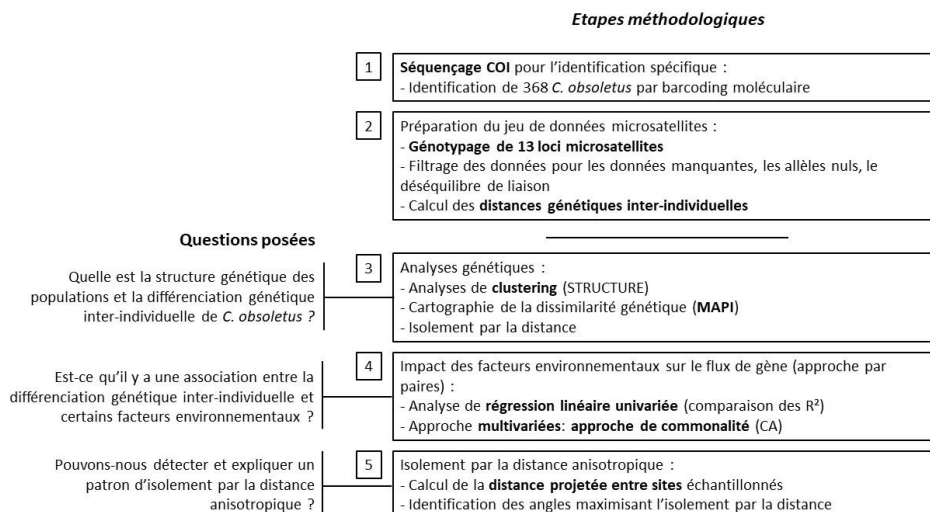 Etapes méthodologiques
1
Séquençage COI pour l'identification spécifique :
- Identification de 368 C. obsoletus par barcoding moléculaire
2
Préparation du jeu de données microsatellites :
- Génotypage de 13 loci microsatellites
- Filtrage des données pour les données manquantes, les allèles nuls, le
déséquilibre de liaison
- Calcul des distances génétiques inter-individuelles
Questions posées
Quelle est la structure génétique des
populations et la différenciation génétique
inter-individuelle de C. obsoletus ?
3
Analyses génétiques :
- Analyses de clustering (STRUCTURE)
- Cartographie de la dissimilarité génétique (MAPI)
- Isolement par la distance
Est-ce qu'il y a une association entre la
différenciation génétique inter-individuelle et
certains facteurs environnementaux ?
4
Impact des facteurs environnementaux sur le flux de gène (approche par
paires) :
- Analyse de régression linéaire univariée (comparaison des R²)
- Approche multivariées: approche de commonalité (CA)
Pouvons-nous détecter et expliquer un
patron d'isolement par la distance
anisotropique ?
5
Isolement par la distance anisotropique :
- Calcul de la distance projetée entre sites échantillonnés
- Identification des angles maximisant l'isolement par la distance